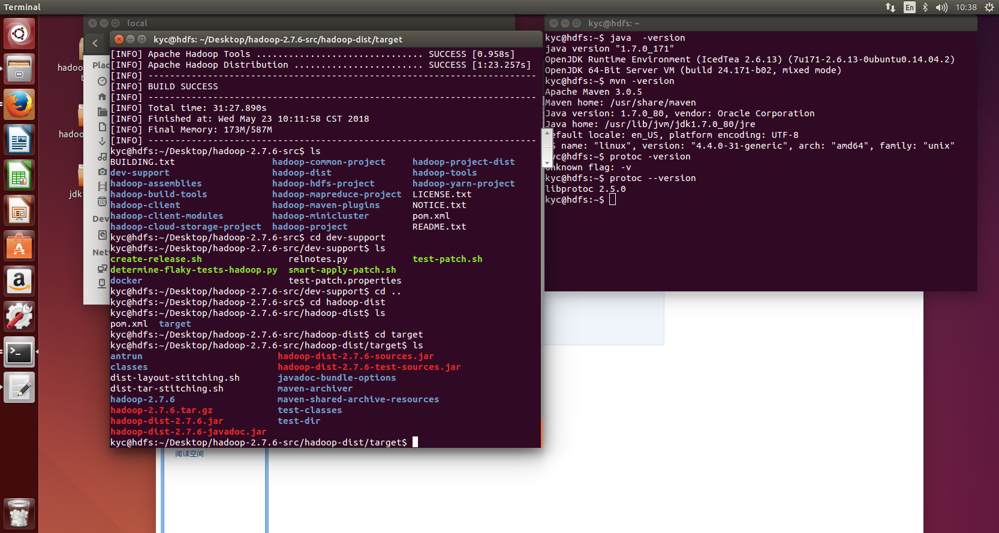 Terminal
En
10:38
local
kyc@hdfs: ~/Desktop/hadoop-2.7.6-src/hadoop-dist/target
[INFO] Apache Hadoop Tools ............................... SUCCESS [0.958s]
[INFO] Apache Hadoop Distribution ........................ SUCCESS [1:23.257s]
[INFO] ------------------------------------------------------------------------
[INFO] BUILD SUCCESS
[INFO] ------------------------------------------------------------------------
[INFO] Total time: 31:27.890s
[INFO] Finished at: Wed May 23 10:11:58 CST 2018
[INFO] Final Memory: 173M/587M
[INFO] ------------------------------------------------------------------------
kyc@hdfs:~/Desktop/hadoop-2.7.6-src$ ls
BUILDING.txt hadoop-common-project hadoop-project-dist
dev-support hadoop-dist hadoop-tools
hadoop-assemblies hadoop-hdfs-project hadoop-yarn-project
hadoop-build-tools hadoop-mapreduce-project LICENSE.txt
hadoop-client hadoop-maven-plugins NOTICE.txt
hadoop-client-modules hadoop-minicluster pom.xml
hadoop-cloud-storage-project hadoop-project README.txt
kyc@hdfs:~/Desktop/hadoop-2.7.6-src$ cd dev-support
kyc@hdfs:~/Desktop/hadoop-2.7.6-src/dev-support$ ls
create-release.sh relnotes.py test-patch.sh
determine-flaky-tests-hadoop.py smart-apply-patch.sh
docker test-patch.properties
kyc@hdfs:~/Desktop/hadoop-2.7.6-src/dev-support$ cd ..
kyc@hdfs:~/Desktop/hadoop-2.7.6-src$ cd hadoop-dist
kyc@hdfs:~/Desktop/hadoop-2.7.6-src/hadoop-dist$ ls
pom.xml target
kyc@hdfs:~/Desktop/hadoop-2.7.6-src/hadoop-dist$ cd target
kyc@hdfs:~/Desktop/hadoop-2.7.6-src/hadoop-dist/target$ ls
antrun hadoop-dist-2.7.6-sources.jar
classes hadoop-dist-2.7.6-test-sources.jar
dist-layout-stitching.sh javadoc-bundle-options
dist-tar-stitching.sh maven-archiver
hadoop-2.7.6 maven-shared-archive-resources
hadoop-2.7.6.tar.gz test-classes
hadoop-dist-2.7.6.jar test-dir
hadoop-dist-2.7.6-javadoc.jar
kyc@hdfs:~/Desktop/hadoop-2.7.6-src/hadoop-dist/target$
kyc@hdfs: ~
kyc@hdfs:~$ java  -version
java version "1.7.0_171"
OpenJDK Runtime Environment (IcedTea 2.6.13) (7u171-2.6.13-0ubuntu0.14.04.2)
OpenJDK 64-Bit Server VM (build 24.171-b02, mixed mode)
kyc@hdfs:~$ mvn -version
Apache Maven 3.0.5
Maven home: /usr/share/maven
Java version: 1.7.0_80, vendor: Oracle Corporation
Java home: /usr/lib/jvm/jdk1.7.0_80/jre
efault locale: en_US, platform encoding: UTF-8
name: "linux", version: "4.4.0-31-generic", arch: "amd64", family: "unix"
yc@hdfs:~$ protoc -version
nknown flag: -v
kyc@hdfs:~$ protoc --version
libprotoc 2.5.0
kyc@hdfs:~$
Plac
Dev
Net
hadoo
hadoo
jdk
阅读空间